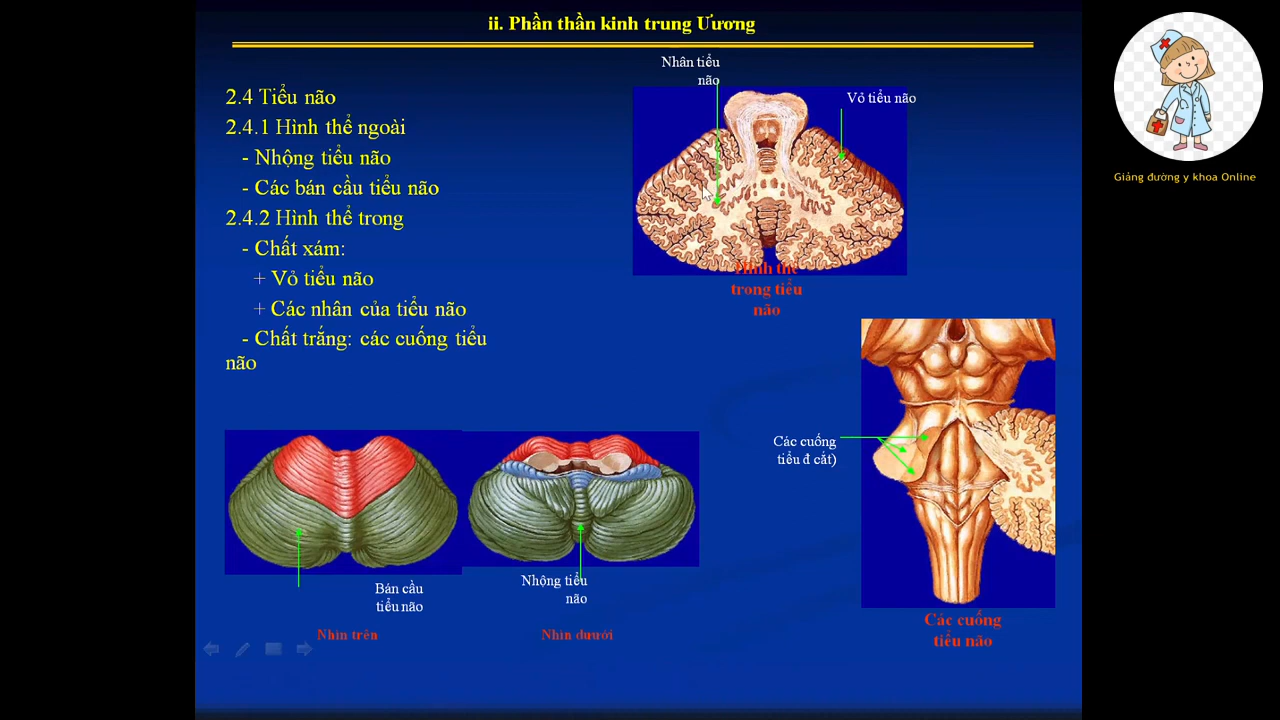 ii. Phần thần kinh trung Ương
2.4 Tiểu não
2.4.1 Hình thể ngoài
- Nhộng tiểu não
- Các bán cầu tiểu não
2.4.2 Hình thể trong
- Chất xám:
+ Vỏ tiểu não
+ Các nhân của tiểu não
- Chất trắng: các cuống tiểu
não
Nhân tiểu
não
Vỏ tiểu não
Hình thể
trong tiểu
não
Các cuống
tiểu đ cắt)
Các cuống
tiểu não
Bán cầu
tiểu não
Nhìn trên
Nhộng tiểu
não
Nhìn dưưới
Giảng đường y khoa Online